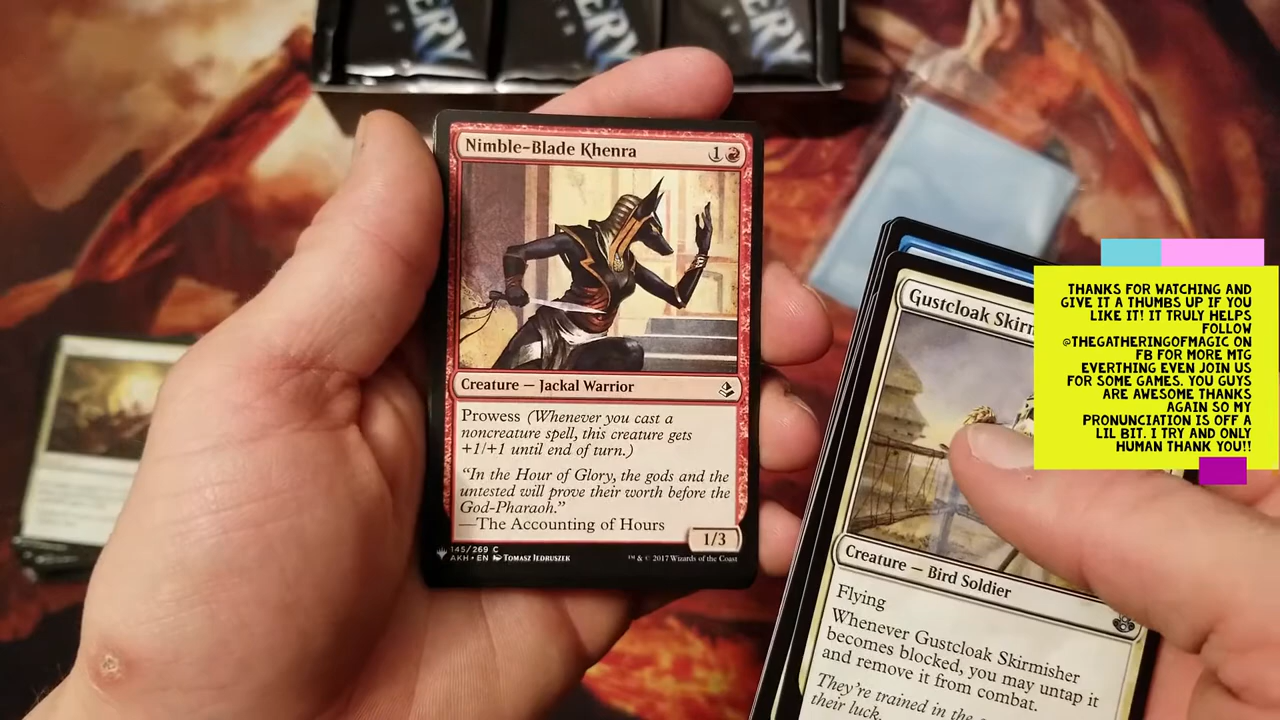 ERY
ERY
ERY
Nimble-Blade Khenra
1
Creature — Jackal Warrior
Prowess (Whenever you cast a
noncreature spell, this creature gets
+1/+1 until end of turn.)
"In the Hour of Glory, the gods and the
untested will prove their worth before the
God-Pharaoh."
—The Accounting of Hours
1/3
145/269 C
AKH • EN TOMASZ JEDRUSZEK
™ & © 2017 Wizards of the Coast
Gustcloak Skirm
Creature — Bird Soldier
Flying
Whenever Gustcloak Skirmisher
becomes blocked, you may untap it
and remove it from combat.
They're trained in the
their luck.
THANKS FOR WATCHING AND
GIVE IT A THUMBS UP IF YOU
LIKE IT! IT TRULY HELPS
FOLLOW
@THEGATHERINGOFMAGIC ON
FB FOR MORE MTG
EVERTHING EVEN JOIN US
FOR SOME GAMES. YOU GUYS
ARE AWESOME THANKS
AGAIN SO MY
PRONUNCIATION IS OFF A
LIL BIT. I TRY AND ONLY
HUMAN THANK YOU!!